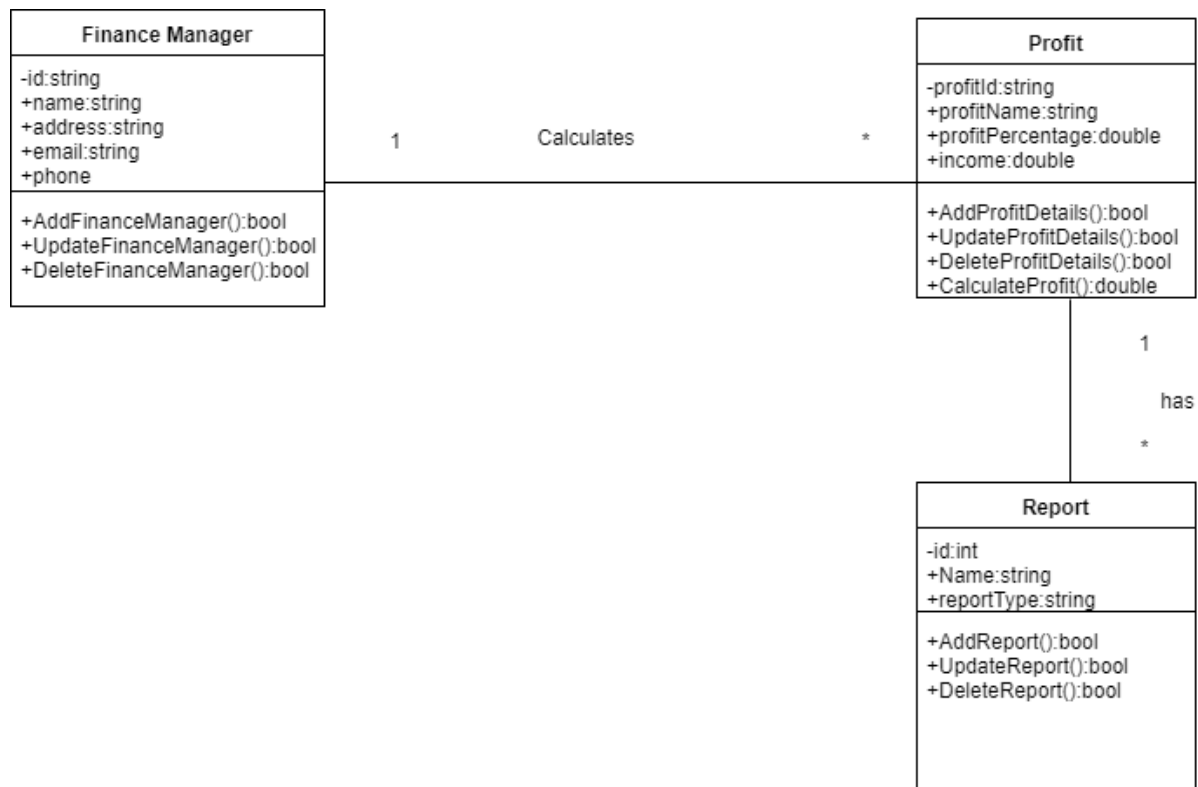 Finance Manager
-id:string
+name:string
+address:string
+email:string
+phone
+AddFinanceManager():bool
+UpdateFinanceManager():bool
+DeleteFinanceManager():bool
1
Calculates
*
Profit
-profitId:string
+profitName:string
+profitPercentage:double
+income:double
+AddProfitDetails():bool
+UpdateProfitDetails():bool
+DeleteProfitDetails():bool
+CalculateProfit():double
1
has
*
Report
-id:int
+Name:string
+reportType:string
+AddReport():bool
+UpdateReport():bool
+DeleteReport():bool